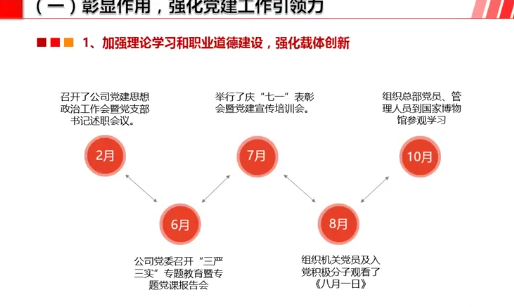 （一）彰显作用，强化党建工作引领力
1、加强理论学习和职业道德建设，强化载体创新
召开了公司党建思想
政治工作会暨党支部
书记述职会议。
举行了庆“七一”表彰
会暨党建宣传培训会。
组织总部党员、管
理人员到国家博物
馆参观学习
2月
7月
10月
6月
8月
公司党委召开“三严
三实”专题教育暨专
题党课报告会
组织机关党员及入
党积极分子观看了
《八月一日》